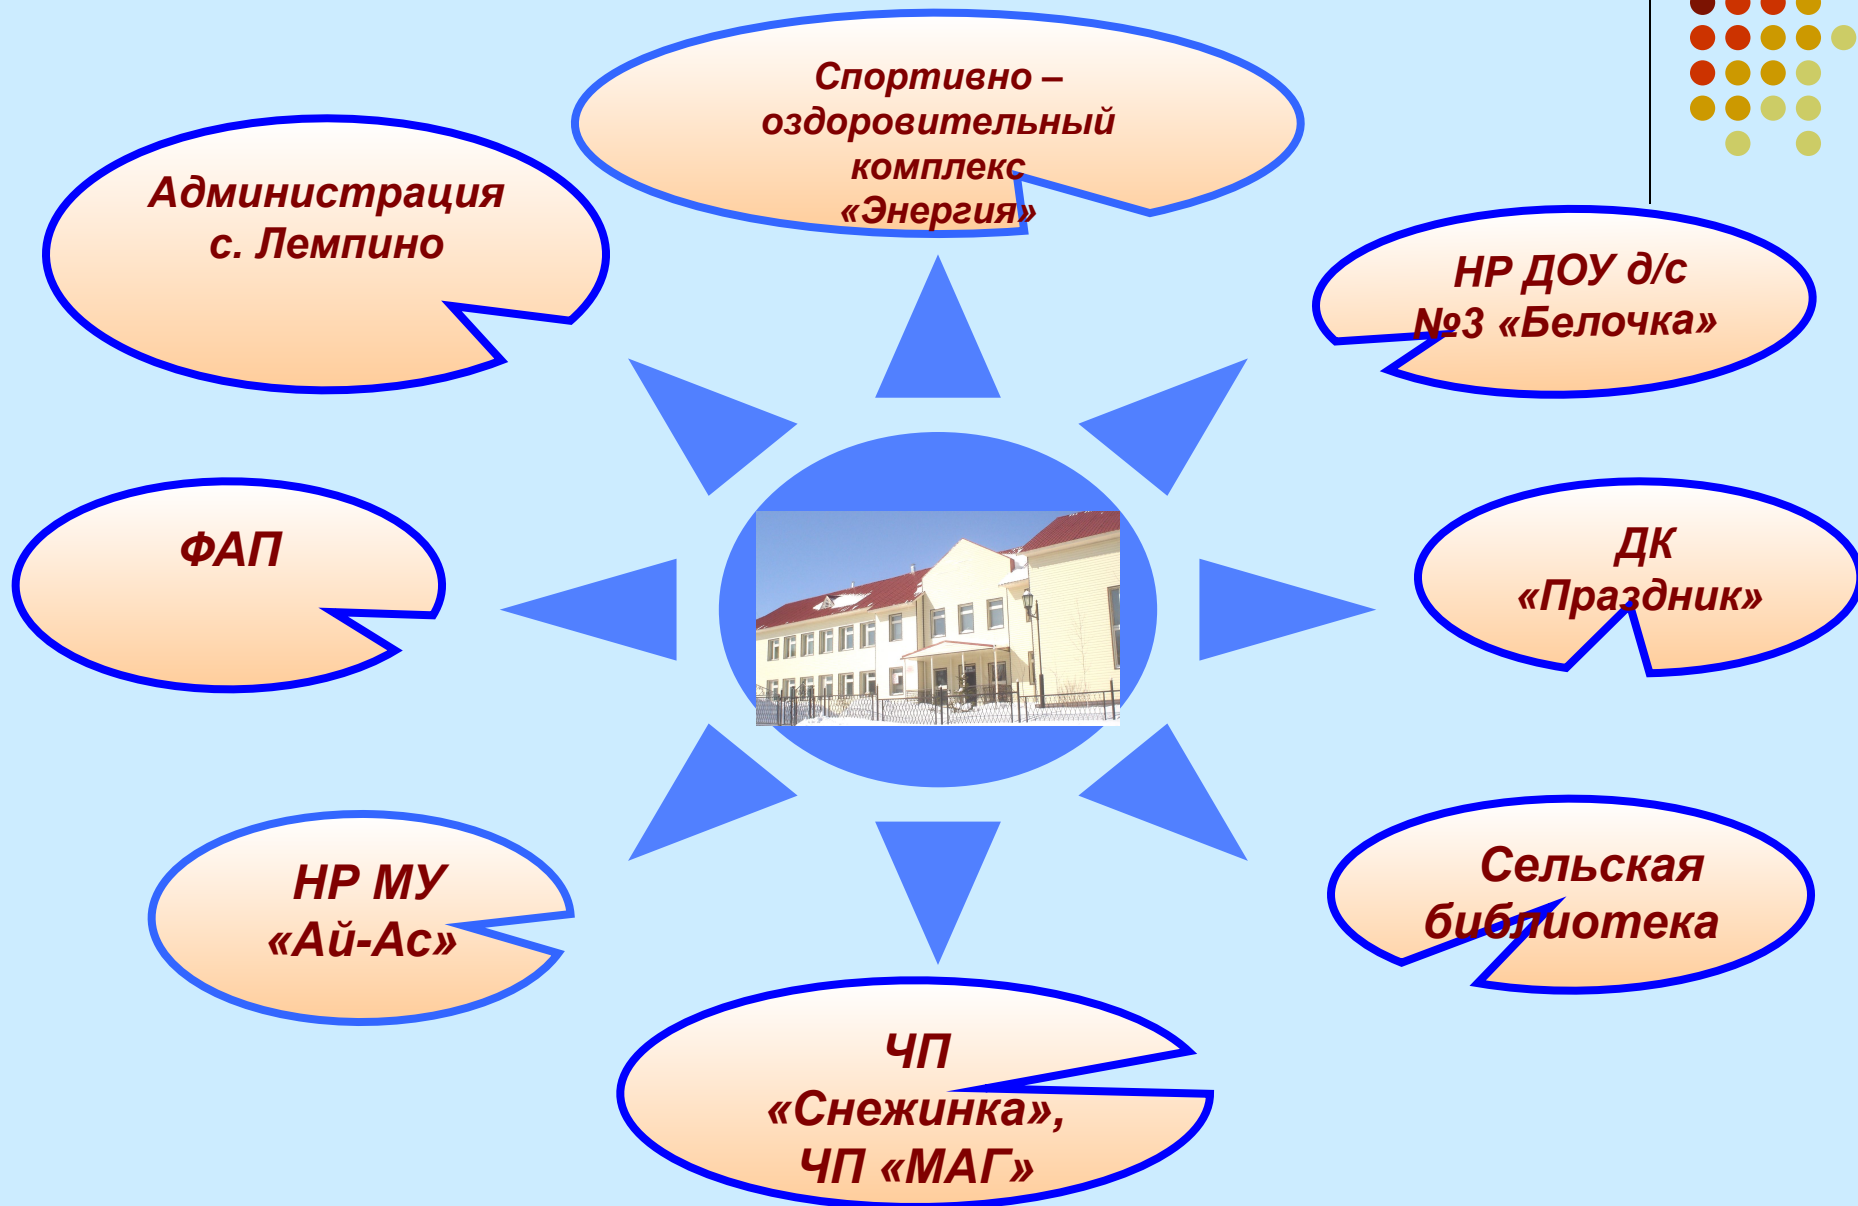 Спортивно –
оздоровительный
комплекс
«Энергия»
Администрация
с. Лемпино
НР ДОУ д/с
№3 «Белочка»
ФАП
ДК
«Праздник»
НР МУ
«Ай-Ас»
Сельская
библиотека
ЧП
«Снежинка»,
ЧП «МАГ»